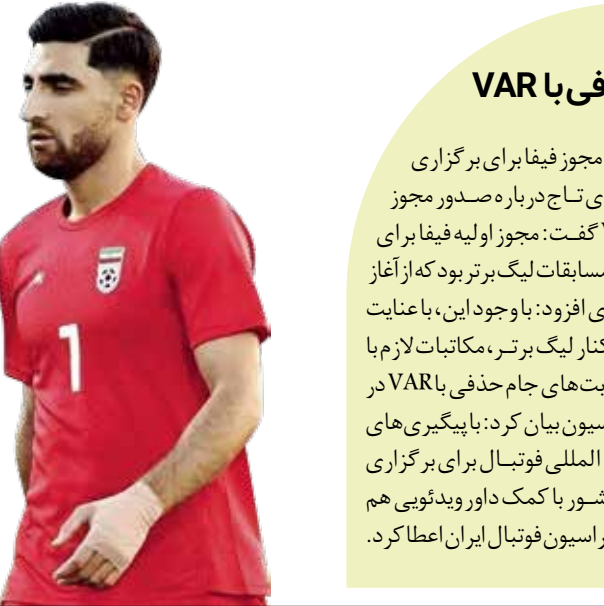 فی با VAR
مجوز فیفا برای برگزاری
ی تاج درباره صدور مجوز
گفت: مجوز اولیه فیفا برای
مسابقات لیگ برتر بود که از آغاز
ی افزود: با وجود این، با عنایت
کنار لیگ برتر، مکاتبات لازم با
بت‌های جام حذفی با VAR در
سیون بیان کرد: با پیگیری‌های
المللی فوتبال برای برگزاری
شور با کمک داور ویدئویی هم
راسیون فوتبال ایران اعطا کرد.
1